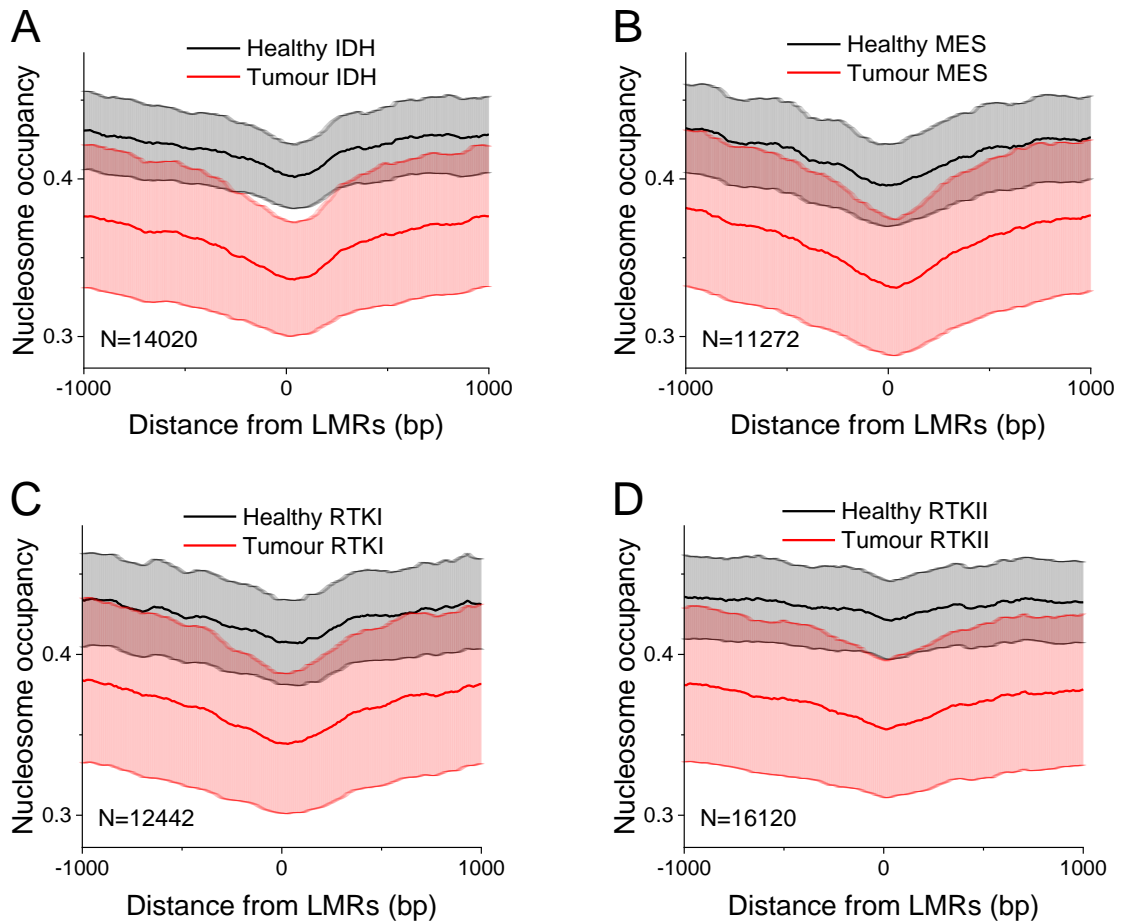 A
Healthy IDH
Tumour IDH
Nucleosome occupancy
0.4
0.3
N=14020
-1000
0
1000
Distance from LMRs (bp)
B
Healthy MES
Tumour MES
Nucleosome occupancy
0.4
0.3
N=11272
-1000
0
1000
Distance from LMRs (bp)
C
Healthy RTKI
Tumour RTKI
Nucleosome occupancy
0.4
0.3
N=12442
-1000
0
1000
Distance from LMRs (bp)
D
Healthy RTKII
Tumour RTKII
Nucleosome occupancy
0.4
0.3
N=16120
-1000
0
1000
Distance from LMRs (bp)